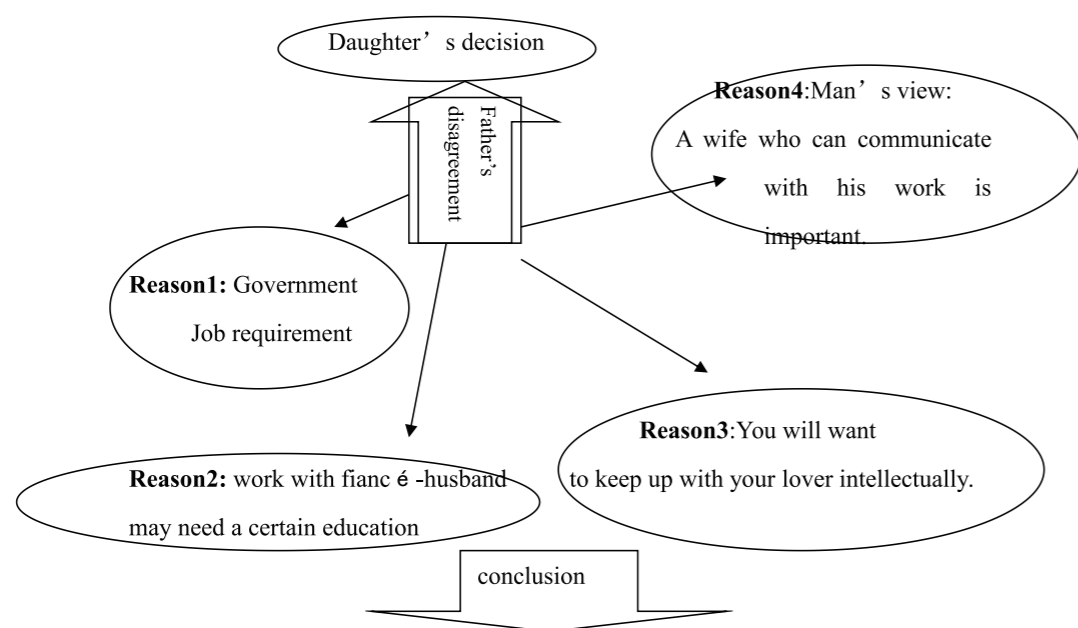 Daughter’s decision
Father’s
disagreement
Reason4:Man’s view:
A wife who can communicate
with his work is
important.
Reason1: Government
Job requirement
Reason3:You will want
to keep up with your lover intellectually.
Reason2: work with fiancé-husband
may need a certain education
conclusion